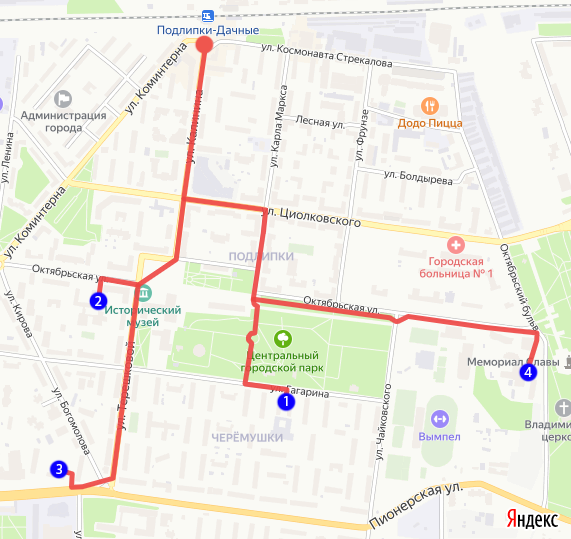 Подлипки-Дачные
ул. Космонавта Стрекалова
ул. Коминтерна
ул. Калинина
ул. Карла Маркса
Администрация
города
Лесная ул.
Додо Пицца
ул. Фрунзе
ул. Ленина
ул. Болдырева
ул. Коминтерна
ул. Циолковского
ПОДЛИПКИ
Городская
больница № 1
Октябрьский бульв
Октябрьская у
2
Исторический
музей
Октябрьская ул.
ул. Кирова
Центральный
городской парк
Мемориал Славы
4
ул. Терешковой
ул. Гагарина
1
ул. Богомолова
ул. Чайковского
Владими
церко
ЧЕРЁМУШКИ
Вымпел
3
Пионерская ул.
Яндекс